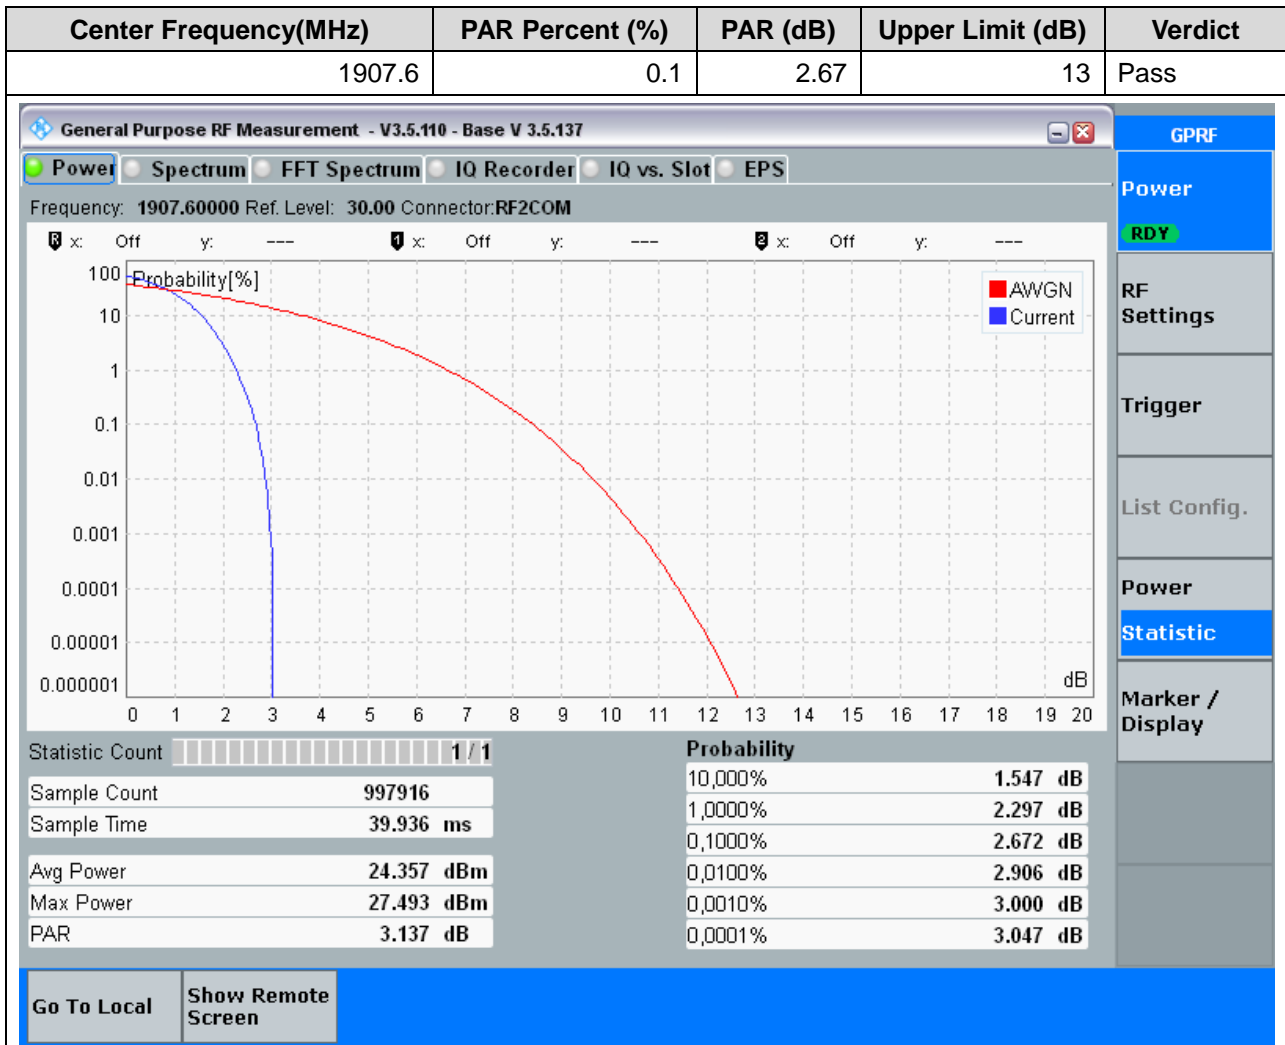 Center Frequency(MHz) PAR Percent (%) PAR (dB) Upper Limit (dB) Verdict
1907.6 0.1 2.67 13 Pass
General Purpose RF Measurement - V3.5.110 - Base V 3.5.137
GPRF
Power Spectrum FFT Spectrum IQ Recorder IQ vs. Slot EPS
Frequency: 1907.60000 Ref. Level: 30.00 Connector:RF2COM
R x: Off y: --- 1 x: Off y: --- 2 x: Off y: ---
Probability[%]
AWGN
Current
100
10
1
0.1
0.01
0.001
0.0001
0.00001
0.000001
dB
0 1 2 3 4 5 6 7 8 9 10 11 12 13 14 15 16 17 18 19 20
Power
RDY
RF
Settings
Trigger
List Config.
Power
Statistic
Marker /
Display
Statistic Count 1 / 1
Sample Count 997916
Sample Time 39.936 ms
Avg Power 24.357 dBm
Max Power 27.493 dBm
PAR 3.137 dB
Probability
10,000% 1.547 dB
1,0000% 2.297 dB
0,1000% 2.672 dB
0,0100% 2.906 dB
0,0010% 3.000 dB
0,0001% 3.047 dB
Go To Local
Show Remote
Screen